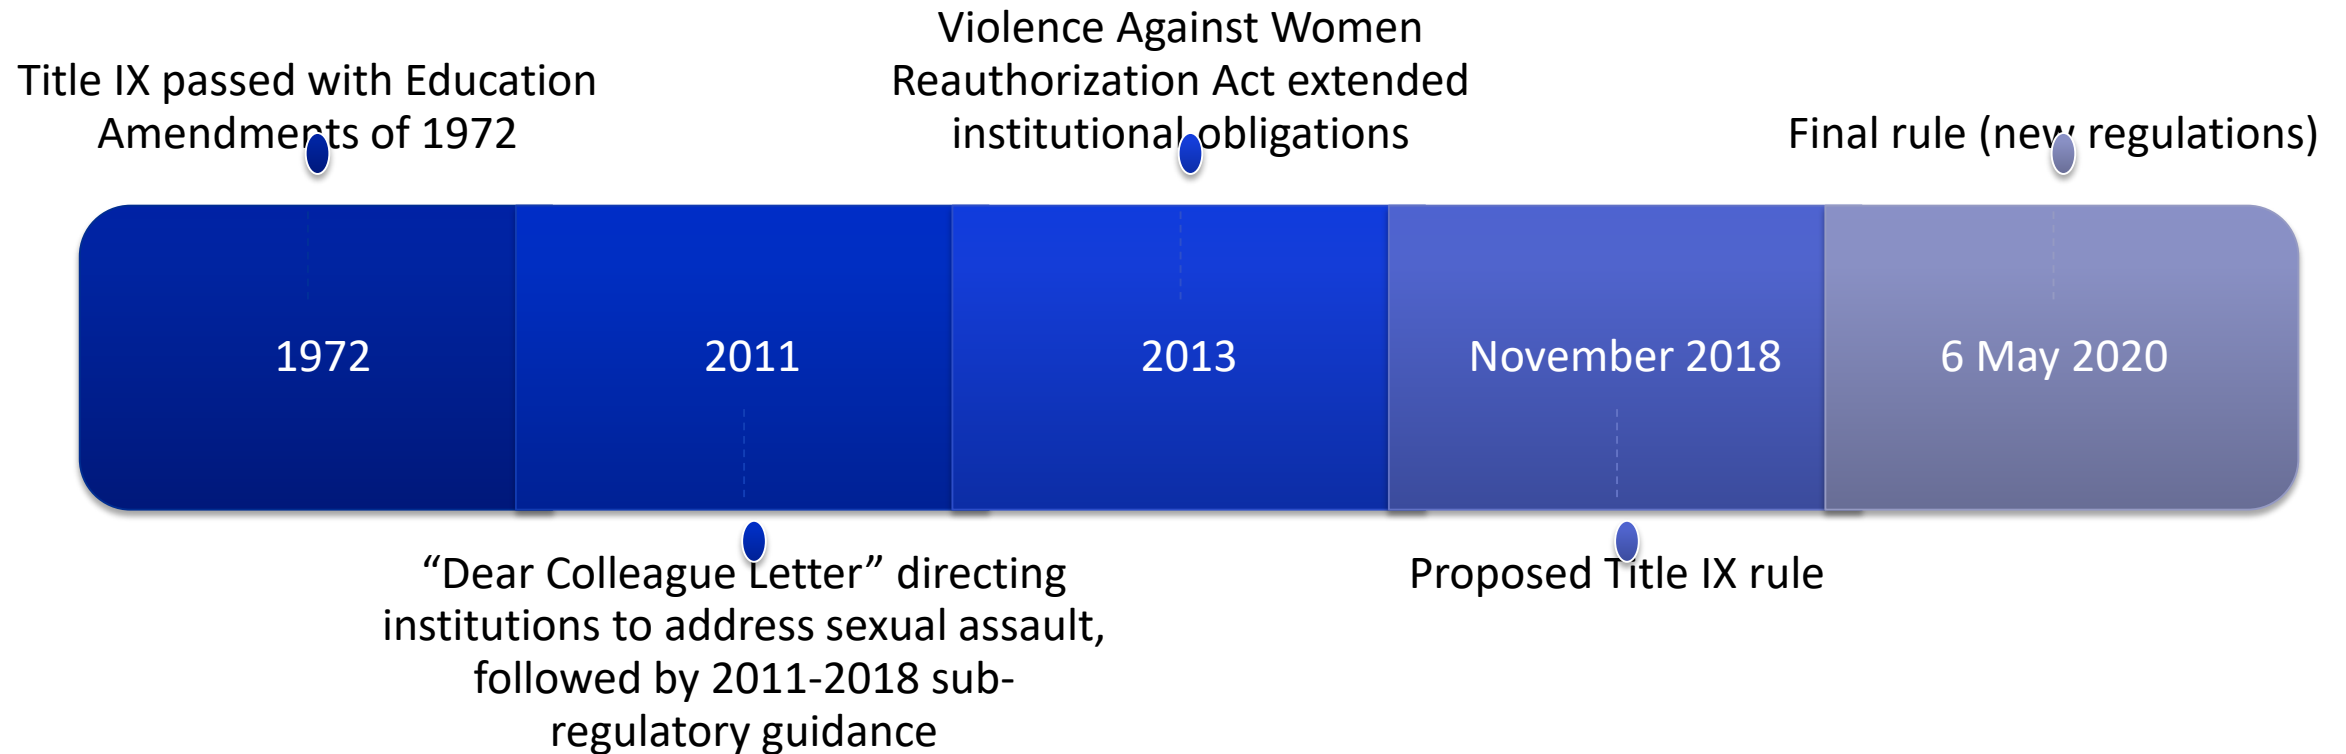 Title IX passed with Education
Amendments of 1972
Violence Against Women
Reauthorization Act extended
institutional obligations
Final rule (new regulations)
1972
2011
2013
November 2018
6 May 2020
“Dear Colleague Letter” directing
institutions to address sexual assault,
followed by 2011-2018 sub-
regulatory guidance
Proposed Title IX rule